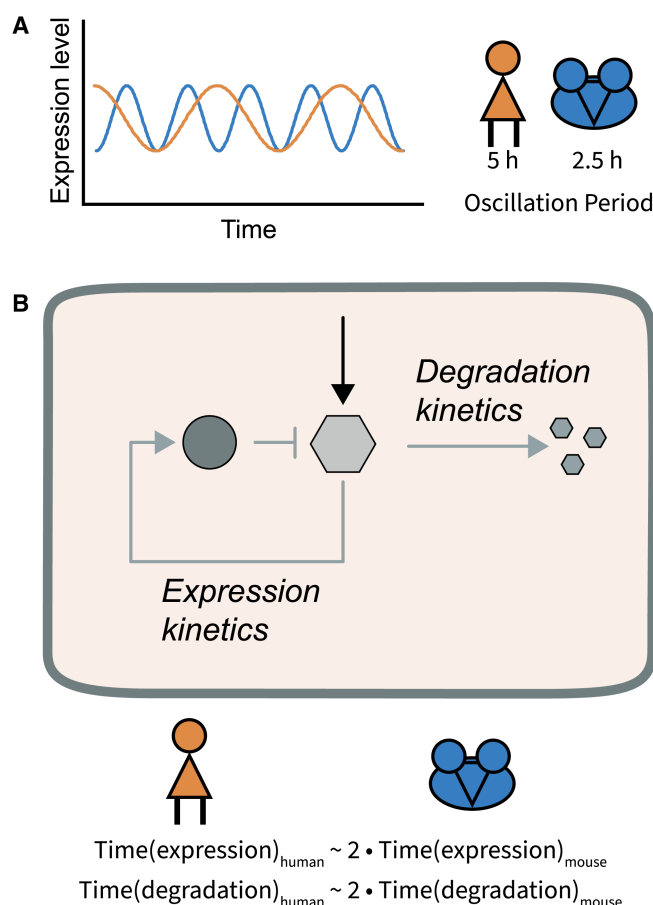 A
Expression level
Time
5 h
2.5 h
Oscillation Period
B
Degradation
kinetics
Expression
kinetics
Time(expression)human ~ 2 • Time(expression)mouse
Time(degradation)human ~ 2 • Time(degradation)mouse